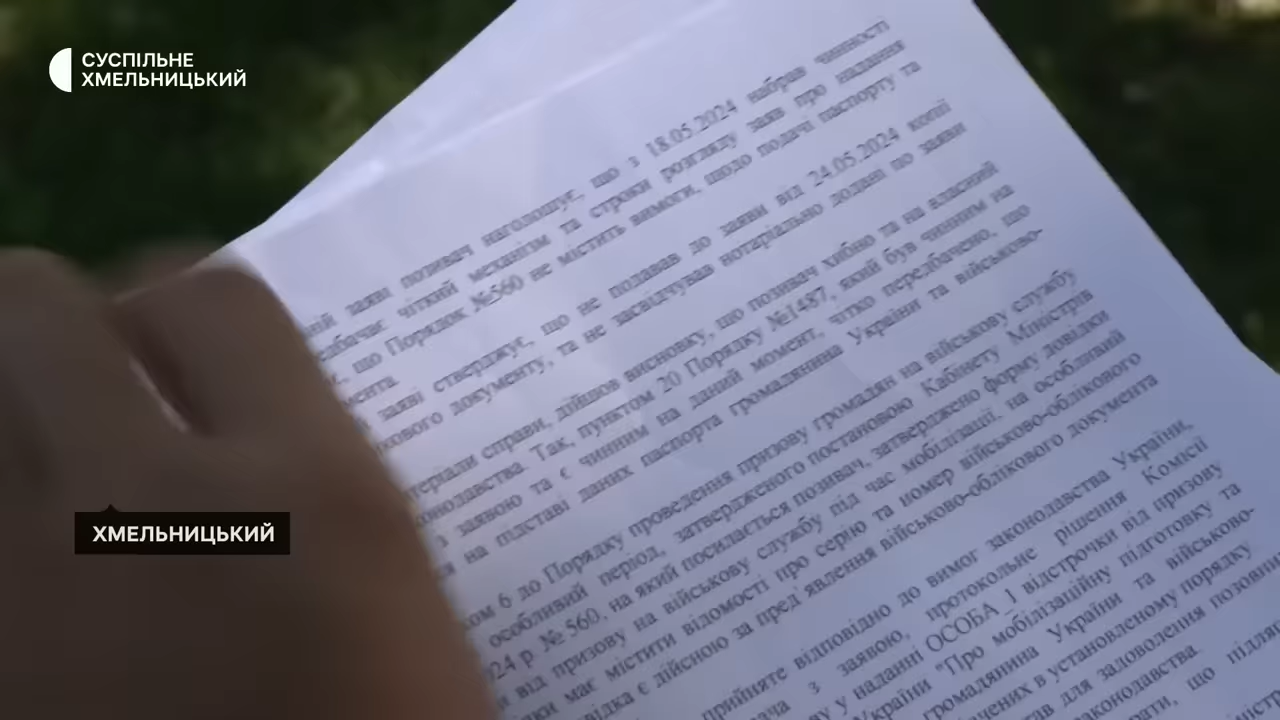 СУСПІЛЬНЕ
ХМЕЛЬНИЦЬКИЙ
заяві позивач наголошує, що з 18.05.2024 набрав чинності
чіткий механізм та строки розгляду заяв про надання
що Порядок №560 не містить вимоги, щодо подачі паспорту та
заяві стверджує, що не подавав до заяви від 24.05.2024 копії
документу, та не засвідчував нотаріально додані по заяви
справи, дійшов висновку, що позивач хибно та на власний
Так, пунктом 20 Порядку №1487, який був чинним на
з заявою та є чинним на даний момент, чітко передбачено, що
на підставі даних паспорта громадянина України та військово-
6 до Порядку проведення призову громадян на військову службу
особливий період, затвердженого постановою Кабінету Міністрів
р № 560, на який посилається позивач, затверджено форму довідки
від призову на військову службу під час мобілізації, на особливий
має містити відомості про серію та номер військово-облікового
є дійсною за пред'явлення військово-облікового документа
прийняте відповідно до вимог законодавства України,
з заявою, протокольне рішення Комісії
у наданні ОСОБА_1 відстрочки від призову
України "Про мобілізаційну підготовку та
громадянина України та військово-
в установленому порядку
для задоволення позовних
що
ХМЕЛЬНИЦЬКИЙ